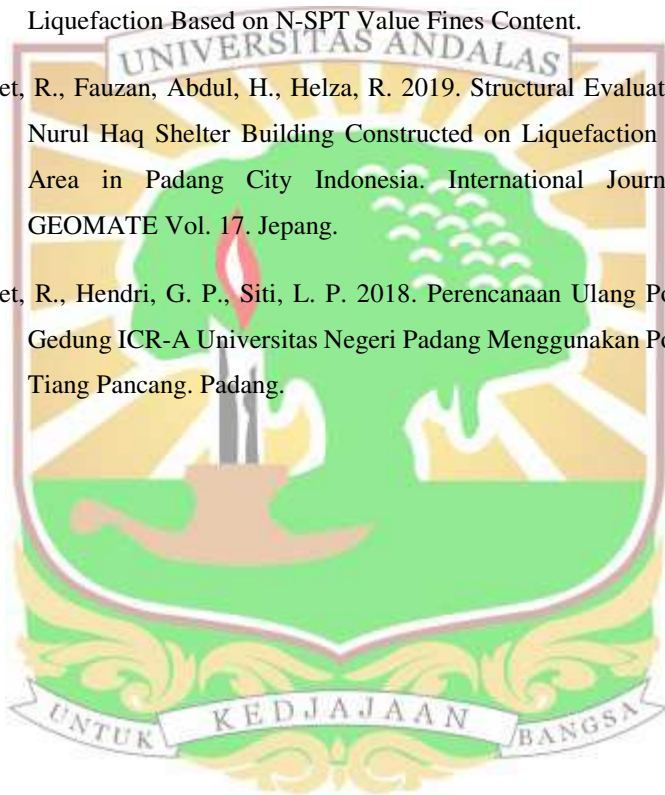 Liquefaction Based on N-SPT Value Fines Content.
UNIVERSITAS ANDALAS
et, R., Fauzan, Abdul, H., Helza, R. 2019. Structural Evaluat
Nurul Haq Shelter Building Constructed on Liquefaction
Area in Padang City Indonesia. International Journ
GEOMATE Vol. 17. Jepang.
et, R., Hendri, G. P., Siti, L. P. 2018. Perencanaan Ulang Po
Gedung ICR-A Universitas Negeri Padang Menggunakan Po
Tiang Pancang. Padang.
UNTUK KEDJAJAAN BANGSA